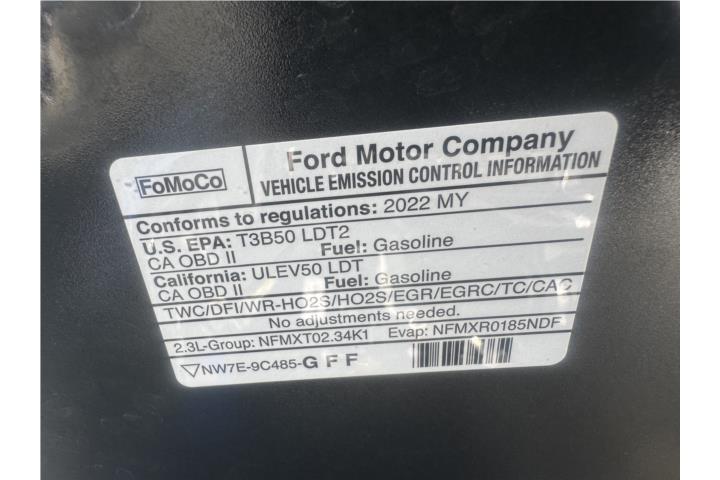 FoMoCo
Ford Motor Company
VEHICLE EMISSION CONTROL INFORMATION
Conforms to regulations: 2022 MY
U.S. EPA: T3B50 LDT2
CA OBD II Fuel: Gasoline
California: ULEV50 LDT
CA OBD II Fuel: Gasoline
TWC/DFI/WR-HO2S/HO2S/EGR/EGRC/TC/CAC
No adjustments needed.
2.3L-Group: NFMXT02.34K1 Evap: NFMXR0185NDF
NW7E-9C485-GFF